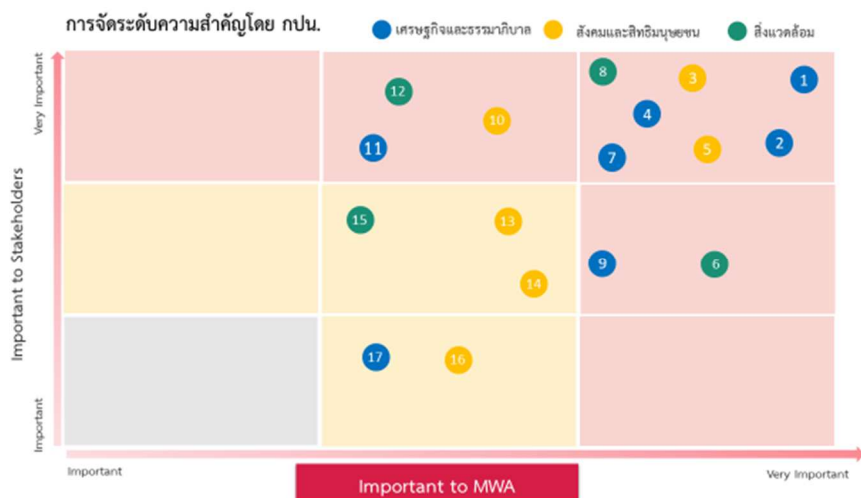 การจัดระดับความสำคัญโดย กปน.
เศรษฐกิจและธรรมาภิบาล
สังคมและสิทธิมนุษยชน
สิ่งแวดล้อม
Very Important
Important to Stakeholders
Important
8
3
1
12
4
10
2
11
7
5
15
13
9
6
14
17
16
Important
Very Important
Important to MWA